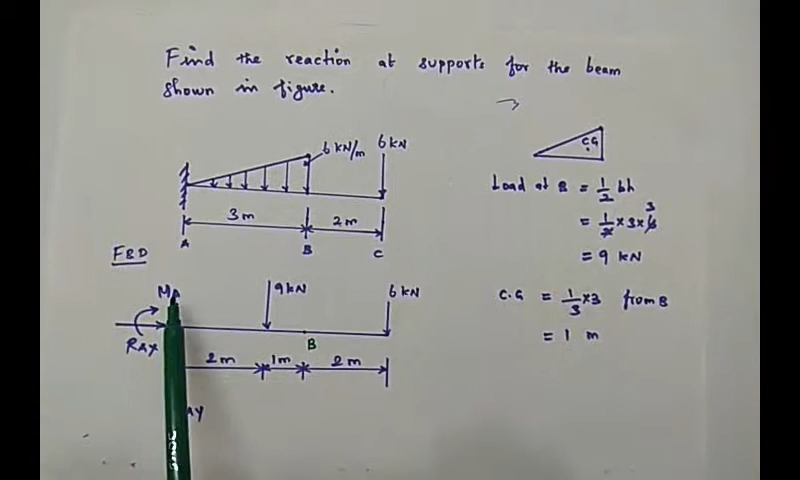 Find the reaction at supports for the beam
shown in figure.
C.G
6 kN/m 6 kN
Load at B = 1/2 bh
3m 2m
= 1/2 × 3 × 6 3
A B C
= 9 kN
FBD
MA 9 kN 6 kN
C.G = 1/3 × 3 from B
B
RAX
= 1 m
2m 1m 2m
AY